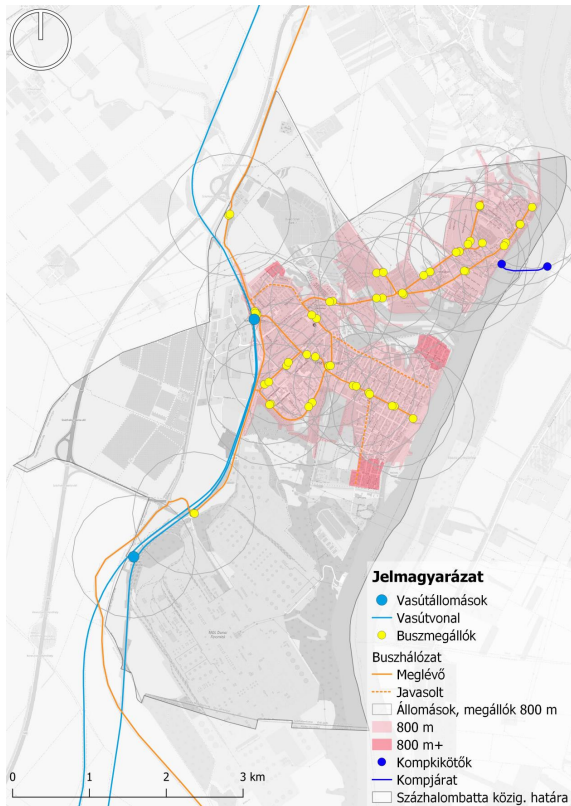 Jelmagyarázat
Vasútállomások
Vasútvonal
Buszmegállók
Buszhálózat
Meglévő
Javasolt
Állomások, megállók 800 m
800 m
800 m+
Kompkikötők
Kompjárat
Százhalombatta közig. határa
0 1 2 3 km